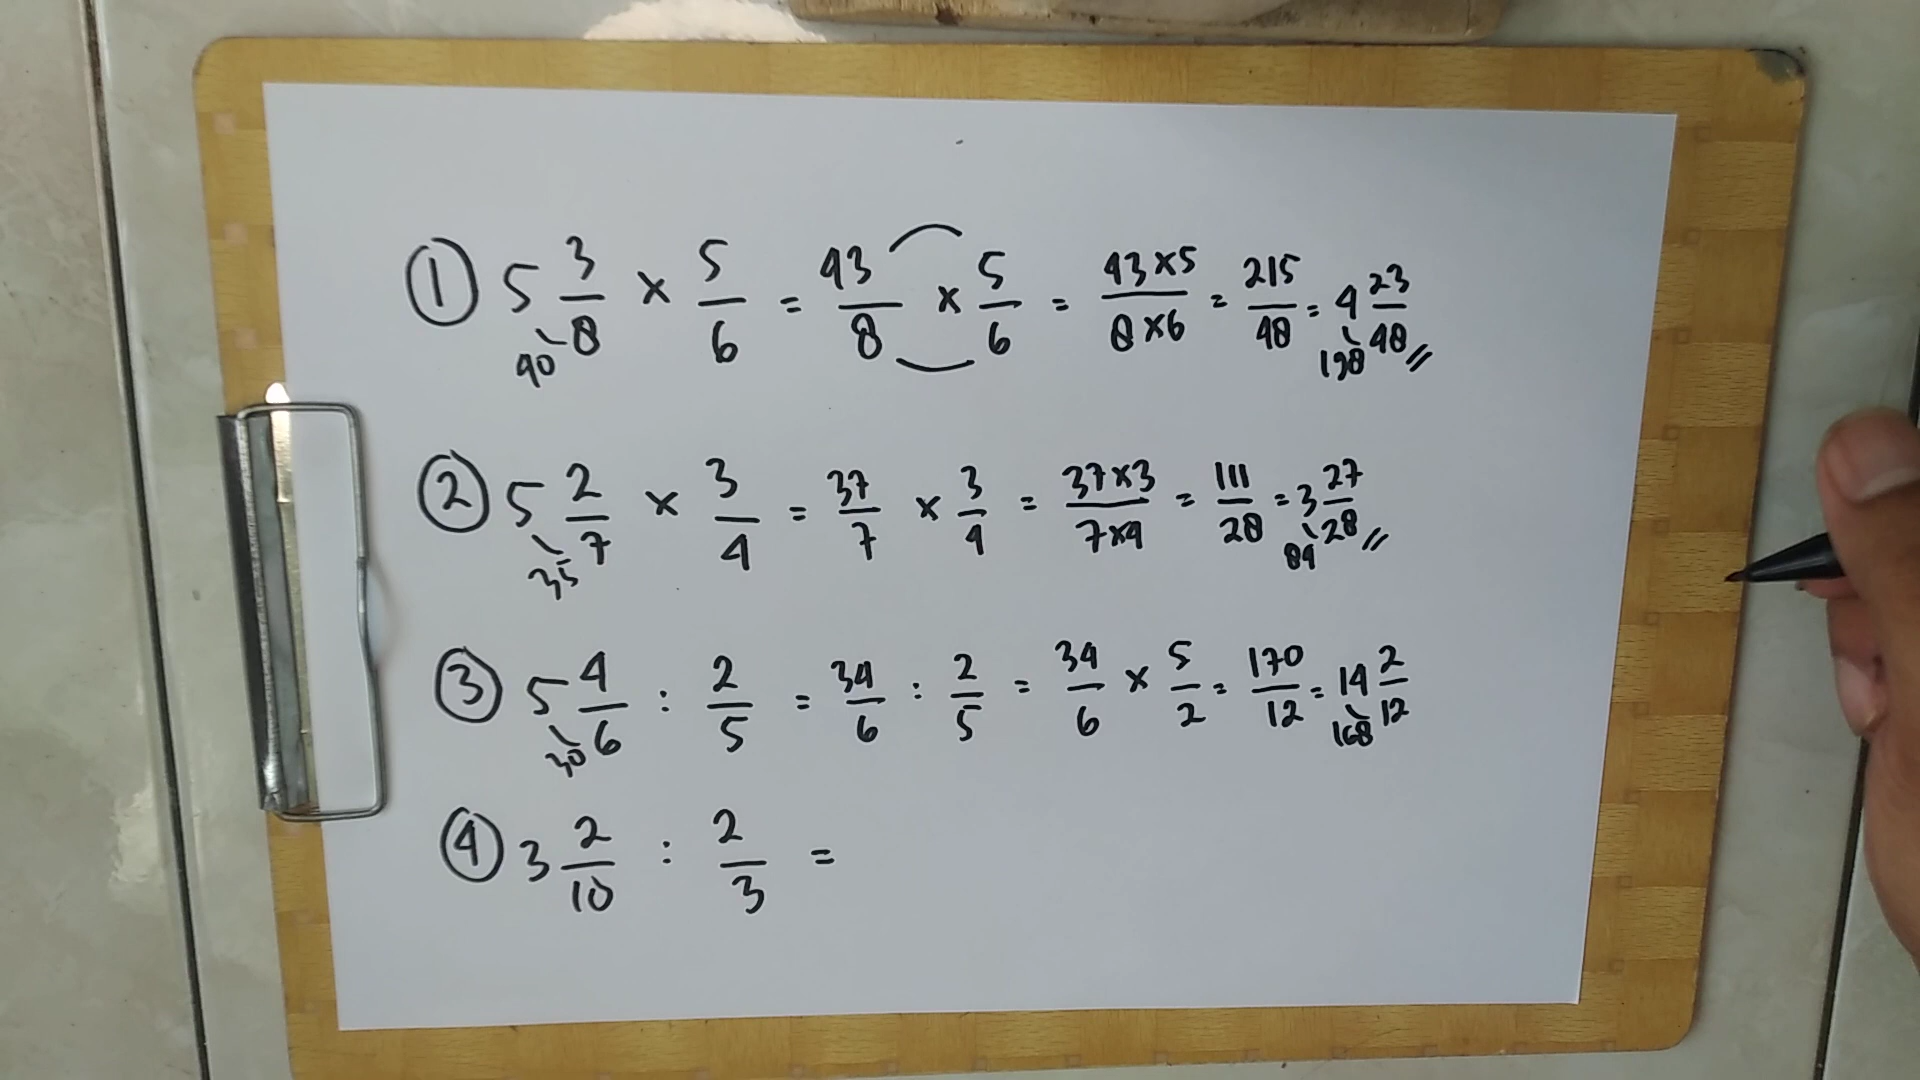 ① 5 3/8 × 5/6 = 43/8 × 5/6 = 43×5/8×6 = 215/48 = 4 23/48 //
40 198
② 5 2/7 × 3/4 = 37/7 × 3/4 = 37×3/7×4 = 111/28 = 3 27/28 //
35 84
③ 5 4/6 : 2/5 = 34/6 : 2/5 = 34/6 × 5/2 = 170/12 = 14 2/12
30 168
④ 3 2/10 : 2/3 =